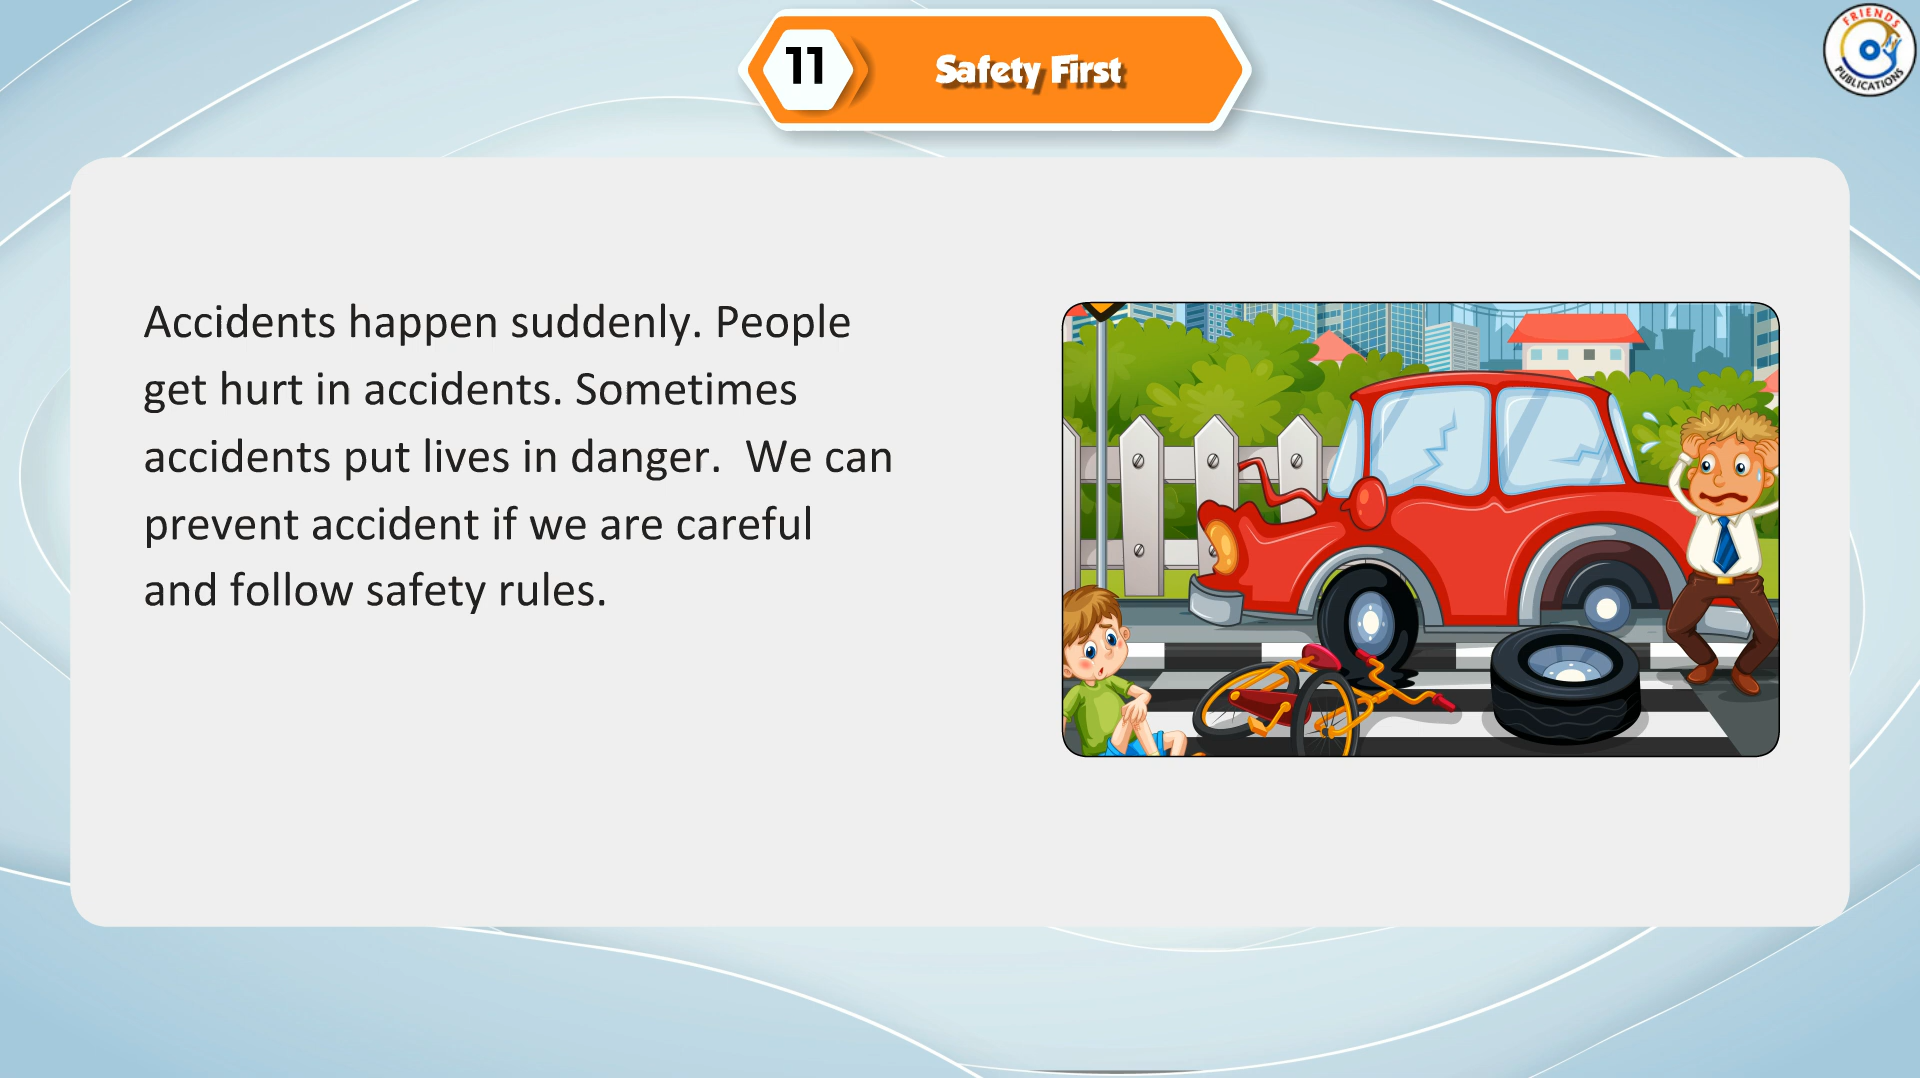 11
Safety First
FRIENDS
PUBLICATIONS
Accidents happen suddenly. People
get hurt in accidents. Sometimes
accidents put lives in danger.  We can
prevent accident if we are careful
and follow safety rules.